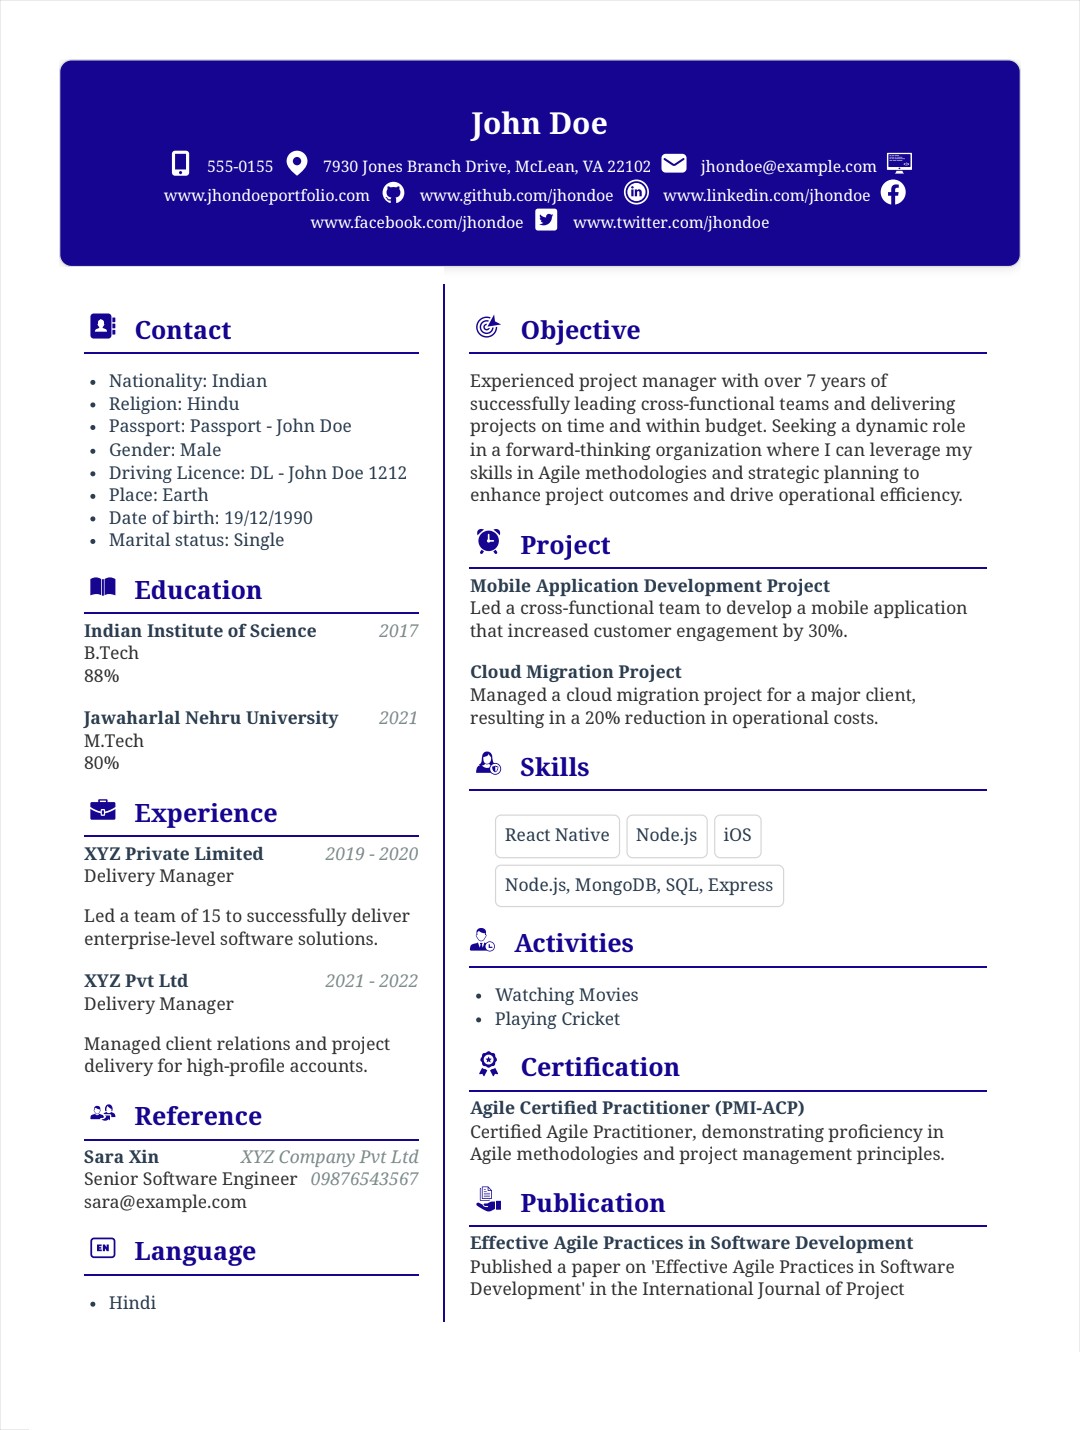 John Doe
555-0155 7930 Jones Branch Drive, McLean, VA 22102 jhondoe@example.com
www.jhondoeportfolio.com www.github.com/jhondoe www.linkedin.com/jhondoe
www.facebook.com/jhondoe www.twitter.com/jhondoe
Contact
• Nationality: Indian
• Religion: Hindu
• Passport: Passport - John Doe
• Gender: Male
• Driving Licence: DL - John Doe 1212
• Place: Earth
• Date of birth: 19/12/1990
• Marital status: Single
Education
Indian Institute of Science 2017
B.Tech
88%
Jawaharlal Nehru University 2021
M.Tech
80%
Experience
XYZ Private Limited 2019 - 2020
Delivery Manager
Led a team of 15 to successfully deliver
enterprise-level software solutions.
XYZ Pvt Ltd 2021 - 2022
Delivery Manager
Managed client relations and project
delivery for high-profile accounts.
Reference
Sara Xin XYZ Company Pvt Ltd
Senior Software Engineer 09876543567
sara@example.com
EN Language
• Hindi
Objective
Experienced project manager with over 7 years of
successfully leading cross-functional teams and delivering
projects on time and within budget. Seeking a dynamic role
in a forward-thinking organization where I can leverage my
skills in Agile methodologies and strategic planning to
enhance project outcomes and drive operational efficiency.
Project
Mobile Application Development Project
Led a cross-functional team to develop a mobile application
that increased customer engagement by 30%.
Cloud Migration Project
Managed a cloud migration project for a major client,
resulting in a 20% reduction in operational costs.
Skills
React Native Node.js iOS
Node.js, MongoDB, SQL, Express
Activities
• Watching Movies
• Playing Cricket
Certification
Agile Certified Practitioner (PMI-ACP)
Certified Agile Practitioner, demonstrating proficiency in
Agile methodologies and project management principles.
Publication
Effective Agile Practices in Software Development
Published a paper on 'Effective Agile Practices in Software
Development' in the International Journal of Project